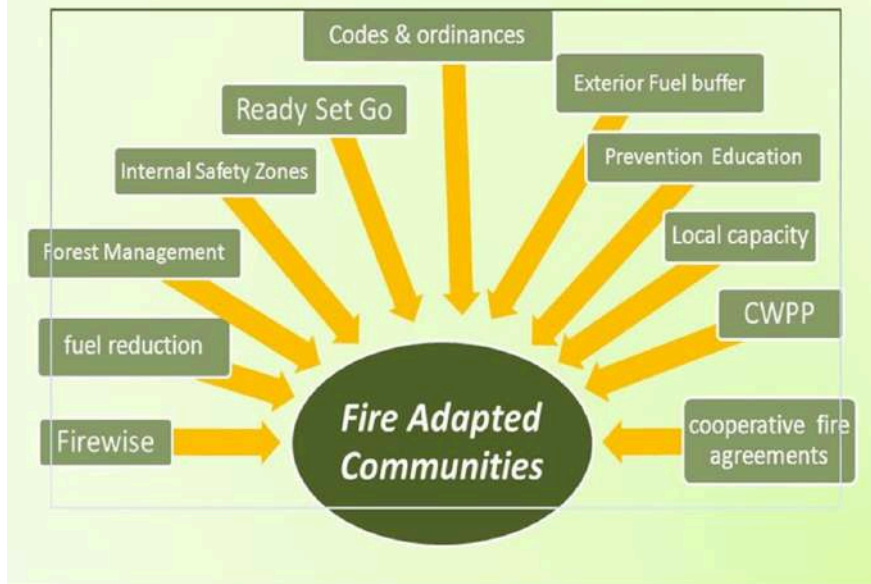 Codes & ordinances
Exterior Fuel buffer
Ready Set Go
Prevention Education
Internal Safety Zones
Local capacity
Forest Management
CWPP
fuel reduction
Fire Adapted
Communities
Firewise
cooperative fire
agreements